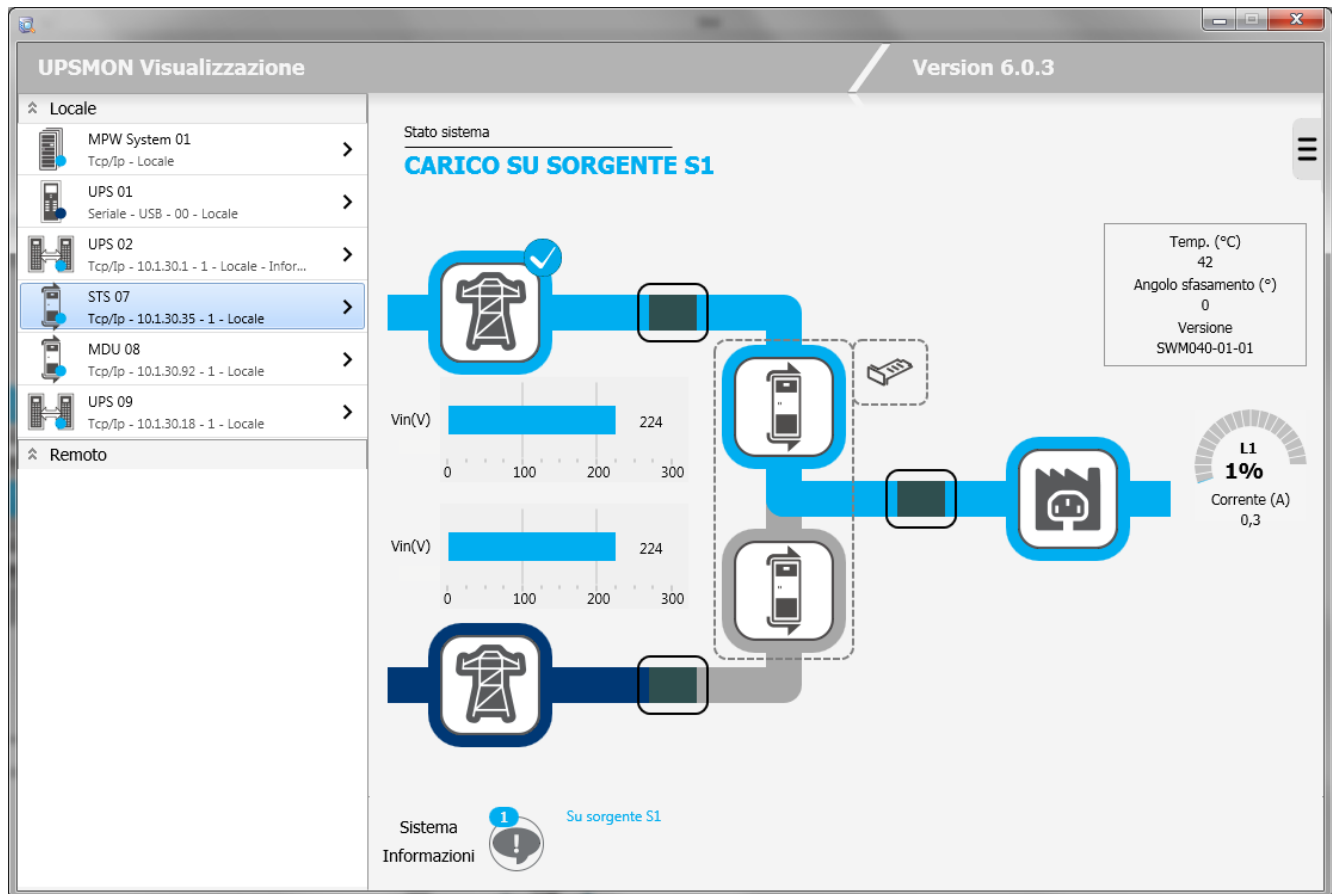 UPSMON Visualizzazione
Version 6.0.3
Locale
MPW System 01
Tcp/Ip - Locale
UPS 01
Seriale - USB - 00 - Locale
UPS 02
Tcp/Ip - 10.1.30.1 - 1 - Locale - Infor...
STS 07
Tcp/Ip - 10.1.30.35 - 1 - Locale
MDU 08
Tcp/Ip - 10.1.30.92 - 1 - Locale
UPS 09
Tcp/Ip - 10.1.30.18 - 1 - Locale
Remoto
Stato sistema
CARICO SU SORGENTE S1
Temp. (°C)
42
Angolo sfasamento (°)
0
Versione
SWM040-01-01
Vin(V)
224
0 100 200 300
Vin(V)
224
0 100 200 300
L1
1%
Corrente (A)
0,3
Sistema
Informazioni
1
Su sorgente S1